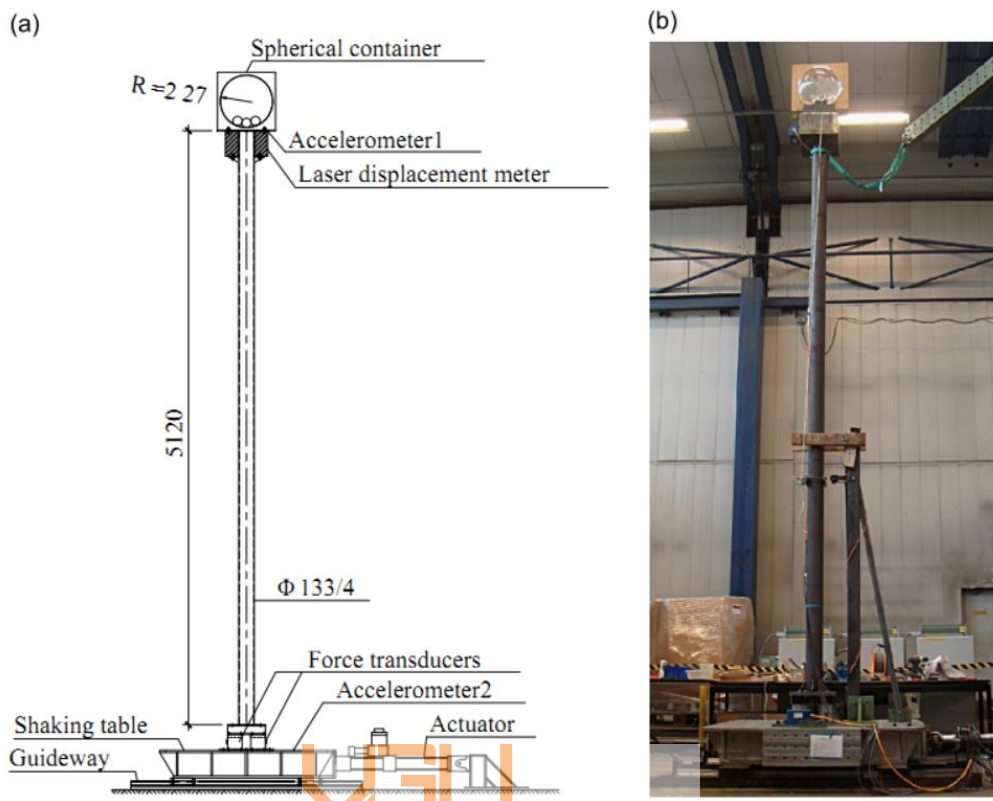 (a)
(b)
Spherical container
R=2 27
Accelerometer1
Laser displacement meter
5120
Φ 133/4
Force transducers
Accelerometer2
Shaking table
Actuator
Guideway